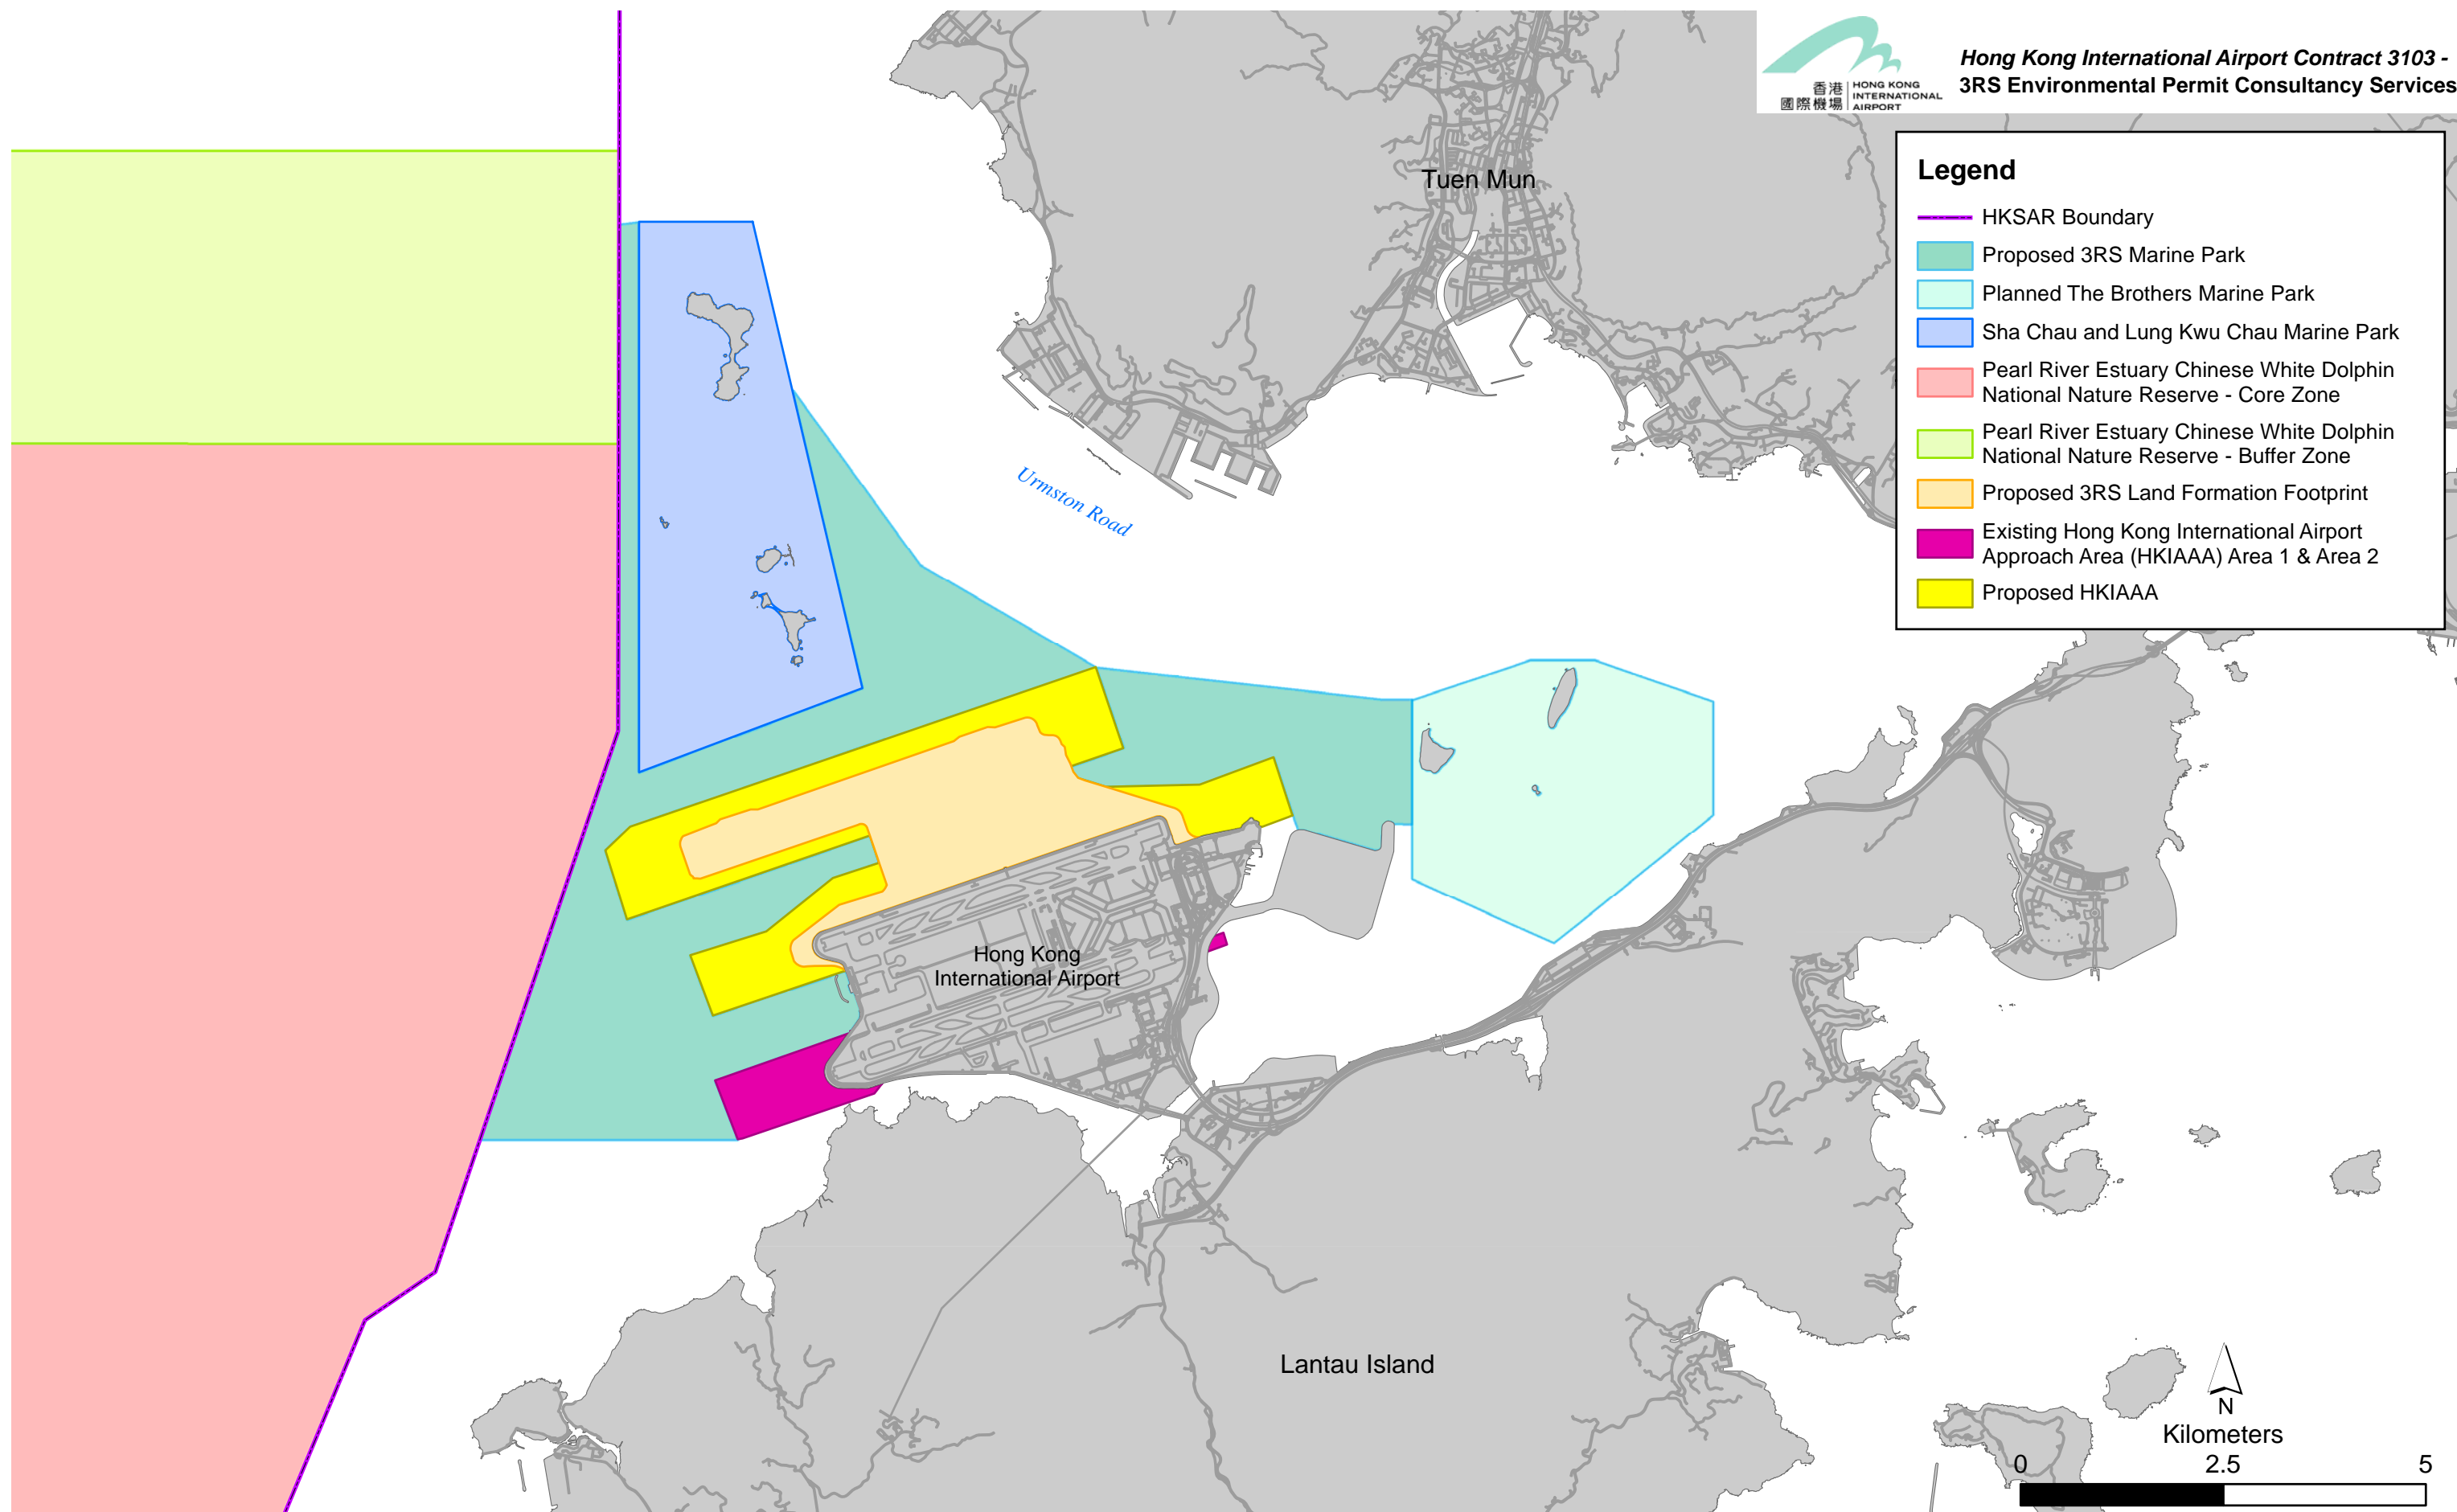 香港
國際機場
HONG KONG
INTERNATIONAL
AIRPORT
Hong Kong International Airport Contract 3103 -
3RS Environmental Permit Consultancy Services
Legend
HKSAR Boundary
Proposed 3RS Marine Park
Planned The Brothers Marine Park
Sha Chau and Lung Kwu Chau Marine Park
Pearl River Estuary Chinese White Dolphin
National Nature Reserve - Core Zone
Pearl River Estuary Chinese White Dolphin
National Nature Reserve - Buffer Zone
Proposed 3RS Land Formation Footprint
Existing Hong Kong International Airport
Approach Area (HKIAAA) Area 1 & Area 2
Proposed HKIAAA
Tuen Mun
Urmston Road
Hong Kong
International Airport
Lantau Island
N
Kilometers
0 2.5 5